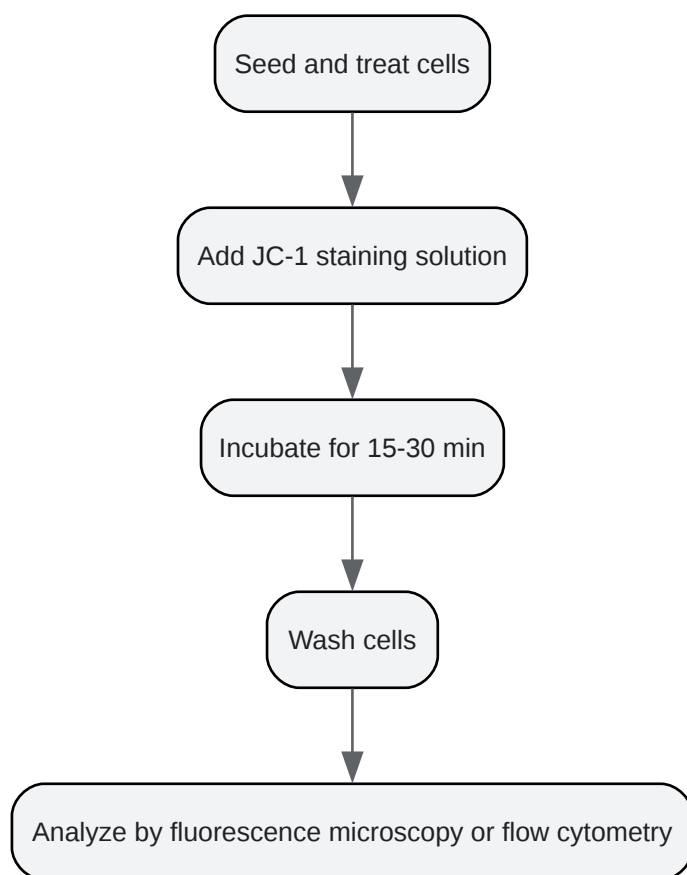 Seed and treat cells
Add JC-1 staining solution
Incubate for 15-30 min
Wash cells
Analyze by fluorescence microscopy or flow cytometry